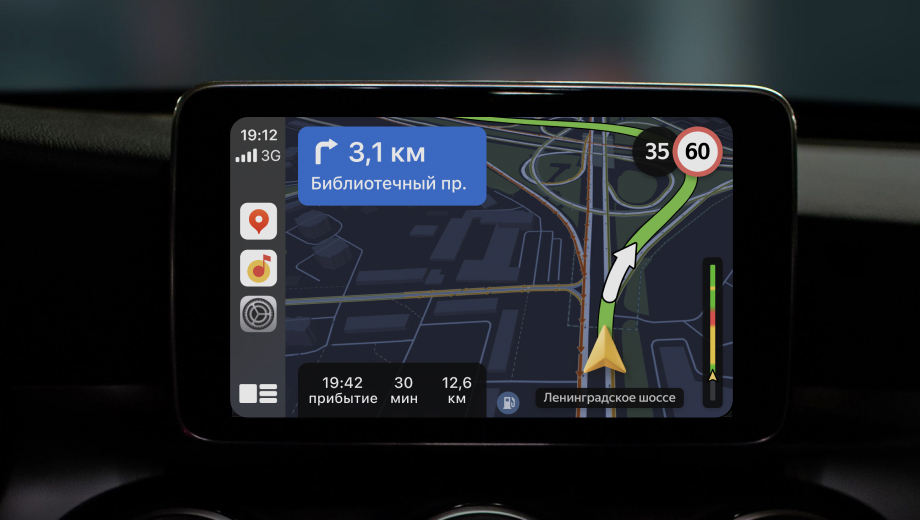 19:12
3G
3,1 км
Библиотечный пр.
35
60
19:42 30 12,6
прибытие мин км
Ленинградское шоссе